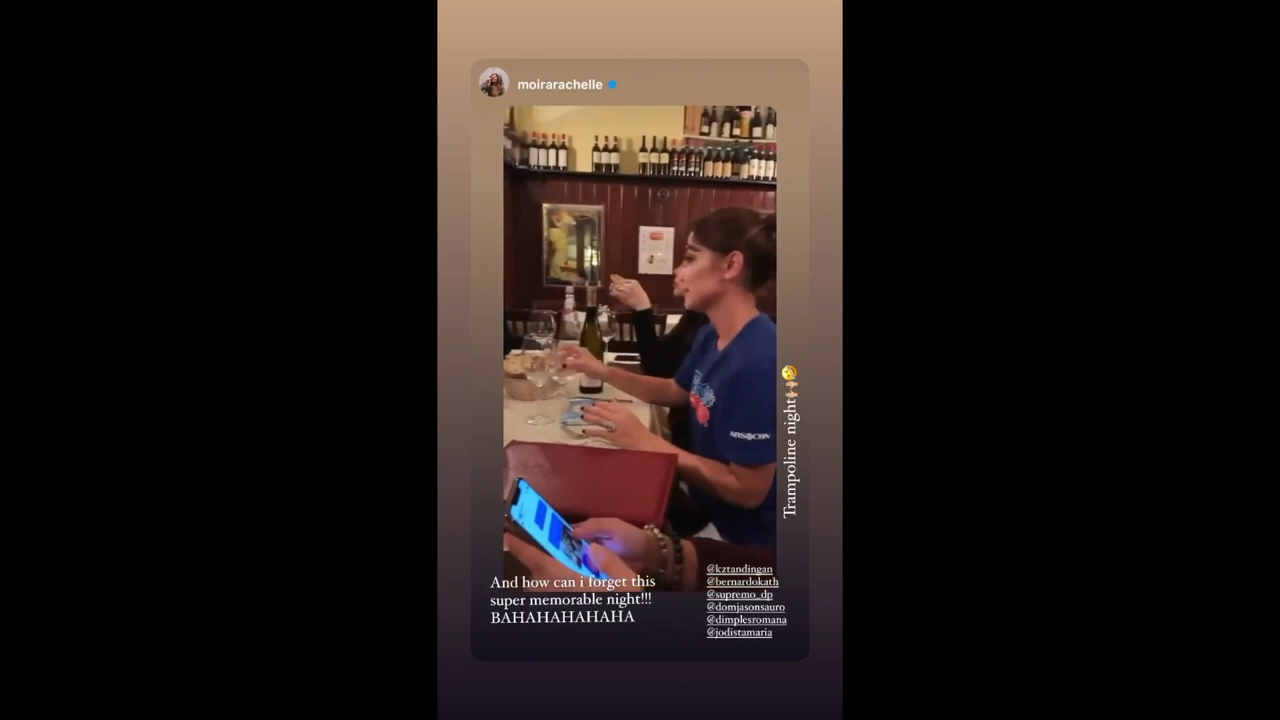 moirarachelle
ABS CBN
Trampoline night
And how can i forget this
super memorable night!!!
BAHAHAHAHAHA
@kztandingan
@bernardokath
@supremo_dp
@domjasonsauro
@dimplesromana
@jodistamaria